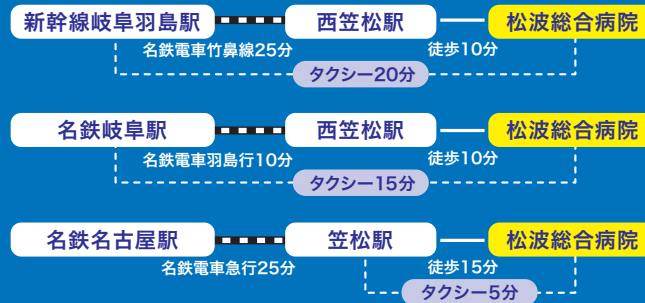 新幹線岐阜羽島駅 西笠松駅 松波総合病院
名鉄電車竹鼻線25分 徒歩10分
タクシー20分
名鉄岐阜駅 西笠松駅 松波総合病院
名鉄電車羽島行10分 徒歩10分
タクシー15分
名鉄名古屋駅 笠松駅 松波総合病院
名鉄電車急行25分 徒歩15分
タクシー5分